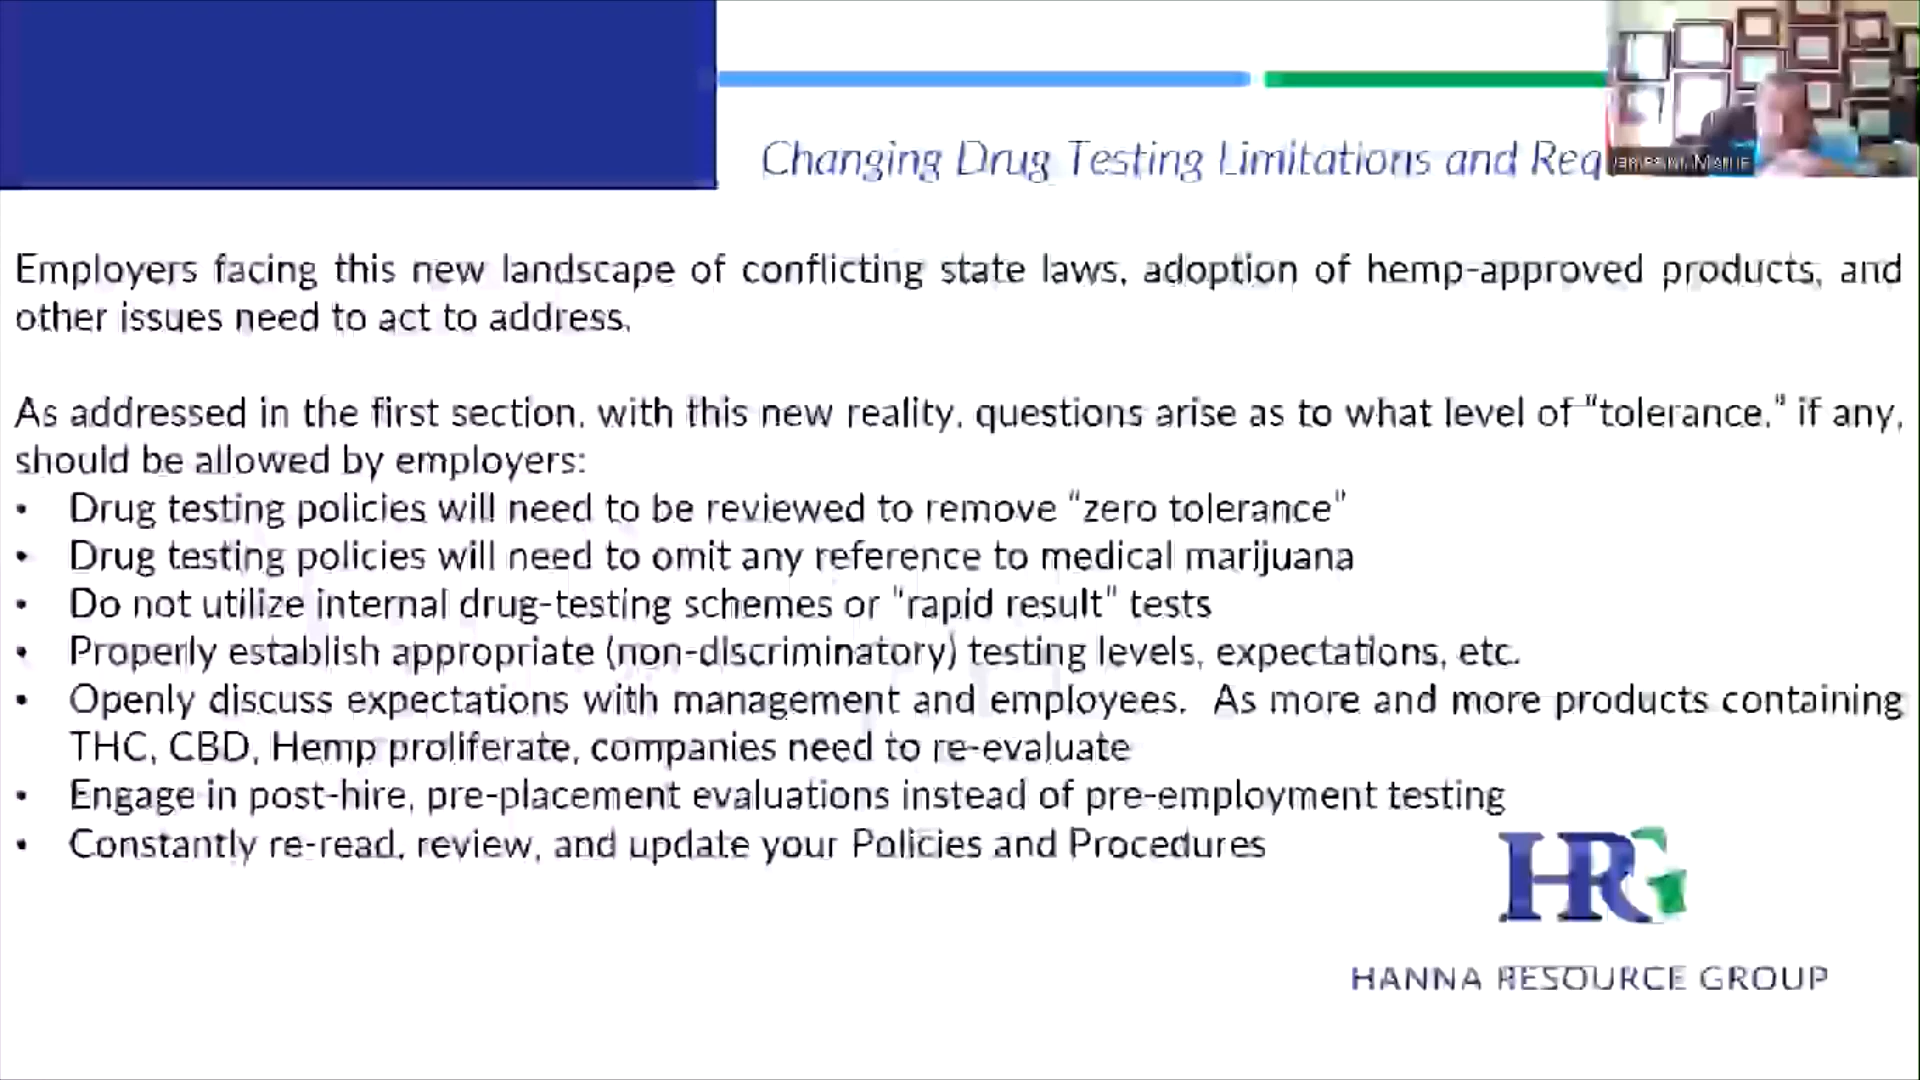 Changing Drug Testing Limitations and Req
Employers facing this new landscape of conflicting state laws, adoption of hemp-approved products, and
other issues need to act to address.
As addressed in the first section, with this new reality, questions arise as to what level of "tolerance," if any,
should be allowed by employers:
• Drug testing policies will need to be reviewed to remove "zero tolerance"
• Drug testing policies will need to omit any reference to medical marijuana
• Do not utilize internal drug-testing schemes or "rapid result" tests
• Properly establish appropriate (non-discriminatory) testing levels, expectations, etc.
• Openly discuss expectations with management and employees. As more and more products containing
THC, CBD, Hemp proliferate, companies need to re-evaluate
• Engage in post-hire, pre-placement evaluations instead of pre-employment testing
• Constantly re-read, review, and update your Policies and Procedures
HRG
HANNA RESOURCE GROUP